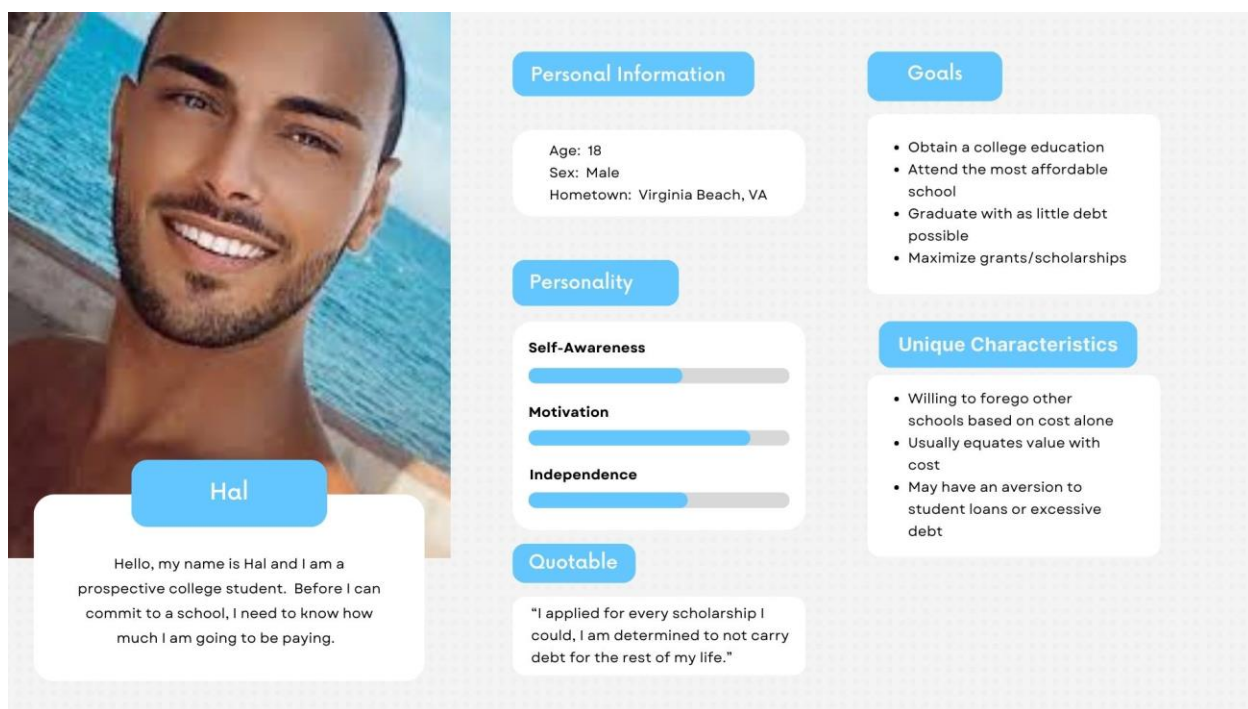 Hal
Hello, my name is Hal and I am a
prospective college student. Before I can
commit to a school, I need to know how
much I am going to be paying.
Personal Information
Age: 18
Sex: Male
Hometown: Virginia Beach, VA
Personality
Self-Awareness
Motivation
Independence
Quotable
“I applied for every scholarship I
could, I am determined to not carry
debt for the rest of my life.”
Goals
• Obtain a college education
• Attend the most affordable
school
• Graduate with as little debt
possible
• Maximize grants/scholarships
Unique Characteristics
• Willing to forego other
schools based on cost alone
• Usually equates value with
cost
• May have an aversion to
student loans or excessive
debt